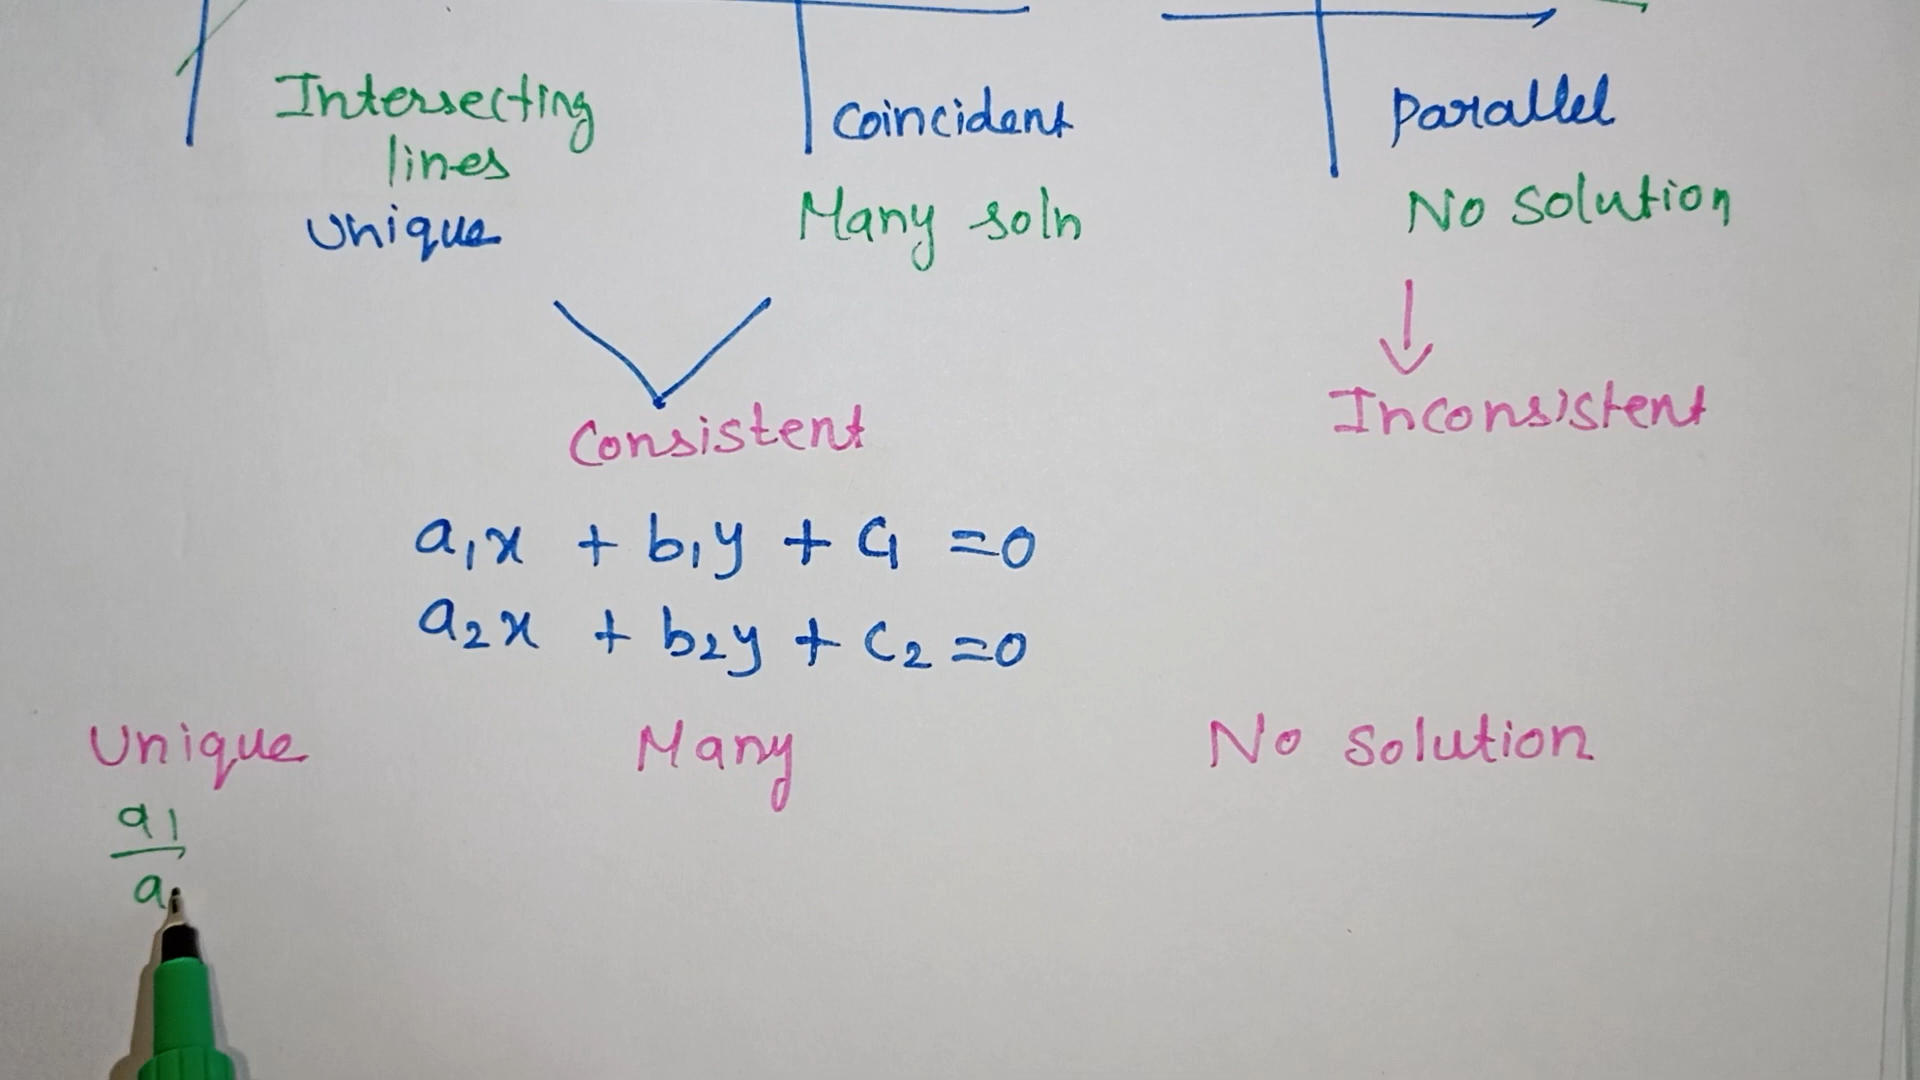 Intersecting
lines
Unique
Coincident
Many soln
Parallel
No solution
Consistent
Inconsistent
a₁x + b₁y + c₁ =0
a₂x + b₂y + c₂ =0
Unique
Many
No solution
a₁
a